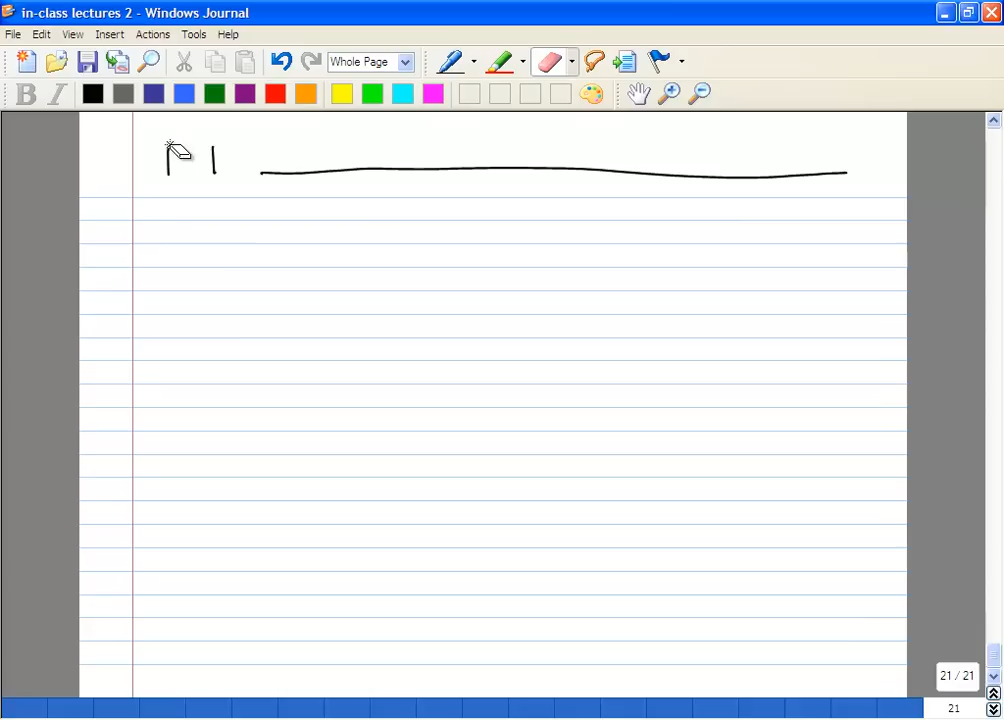 in-class lectures 2 - Windows Journal
File Edit View Insert Actions Tools Help
Whole Page
B I
21 / 21
21